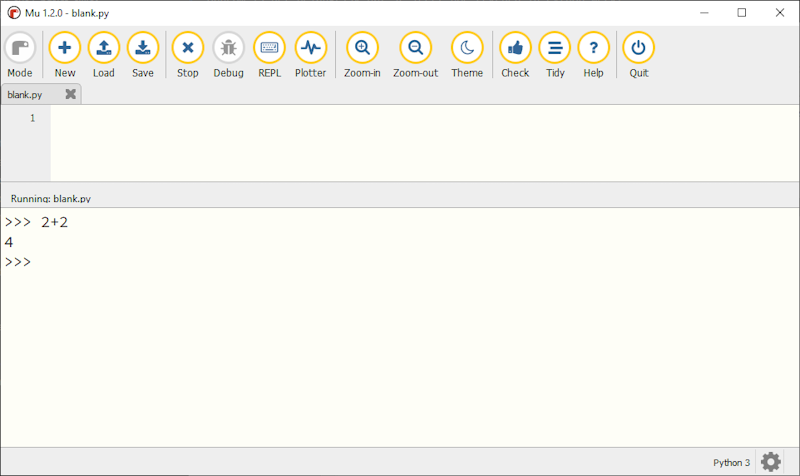 Mu 1.2.0 - blank.py
Mode New Load Save Stop Debug REPL Plotter Zoom-in Zoom-out Theme Check Tidy Help Quit
blank.py
1
Running: blank.py
>>> 2+2
4
>>>
Python 3